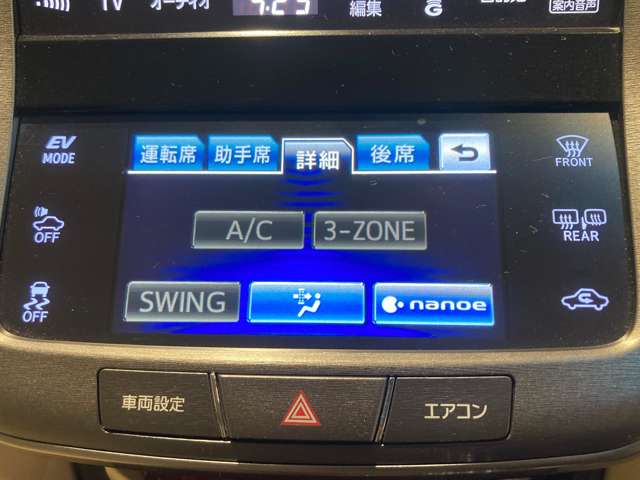 TV オーディオ
編集
G
案内音声
EV
MODE
運転席 助手席 詳細 後席
FRONT
OFF
A/C 3-ZONE
REAR
OFF
SWING nanoe
車両設定 エアコン